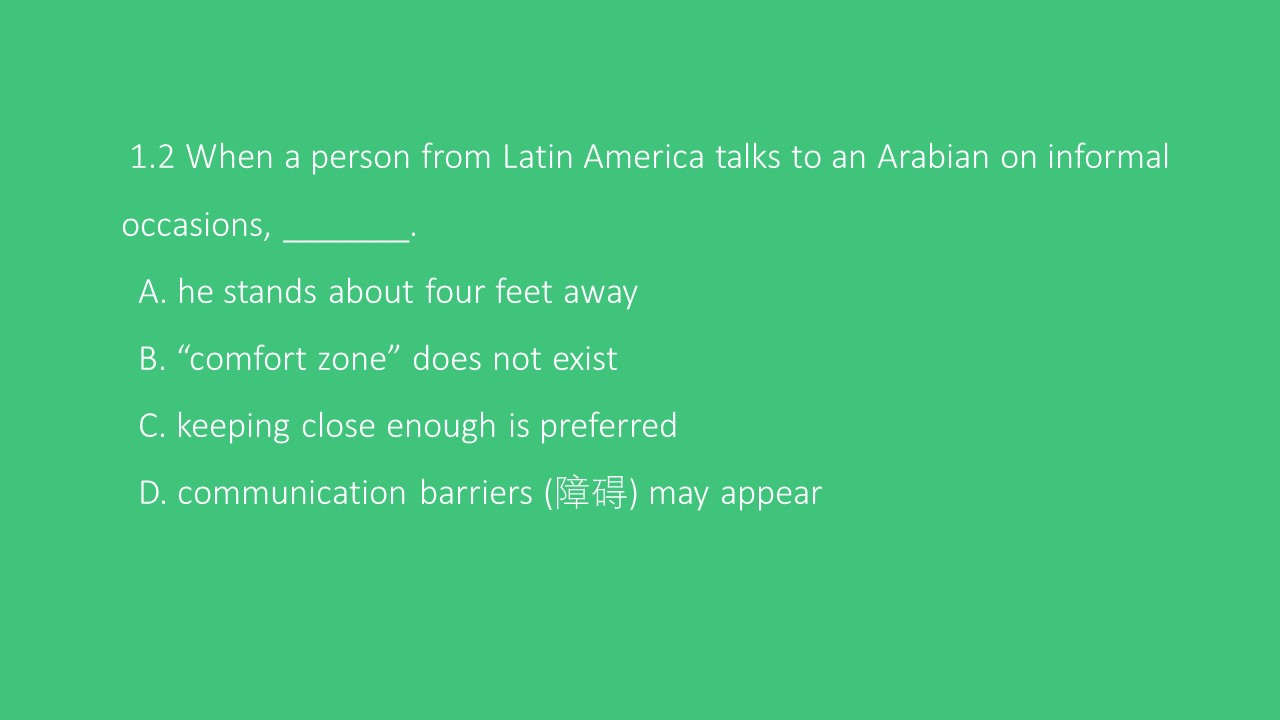 1.2 When a person from Latin America talks to an Arabian on informal
occasions, _______.
A. he stands about four feet away
B. “comfort zone” does not exist
C. keeping close enough is preferred
D. communication barriers (障碍) may appear